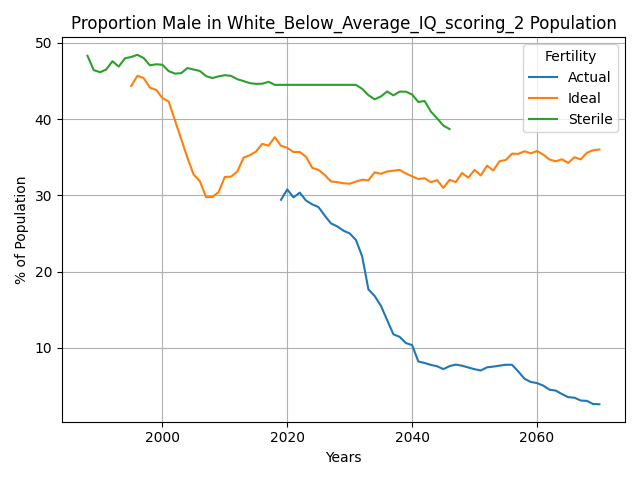 Proportion Male in White_Below_Average_IQ_scoring_2 Population
Fertility
Actual
Ideal
Sterile
% of Population
50
40
30
20
10
2000
2020
2040
2060
Years